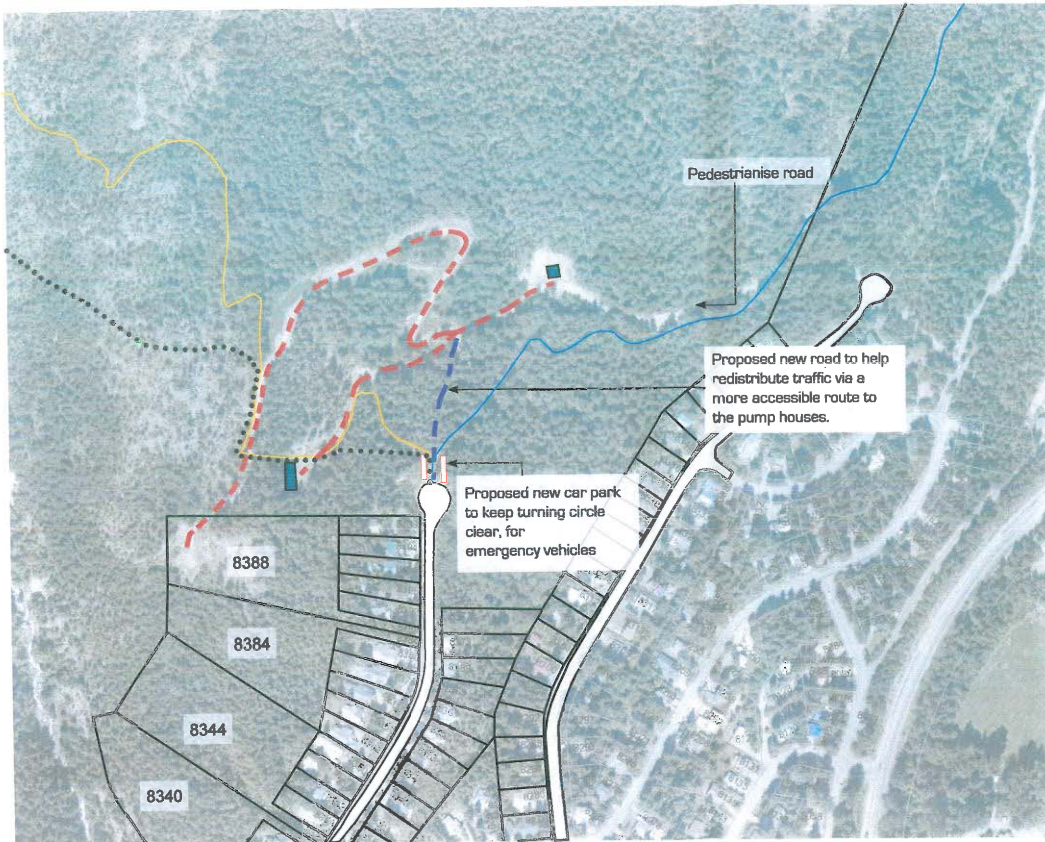 Pedestrianise road
Proposed new road to help
redistribute traffic via a
more accessible route to
the pump houses.
Proposed new car park
to keep turning circle
clear, for
emergency vehicles
8388
8384
8344
8340